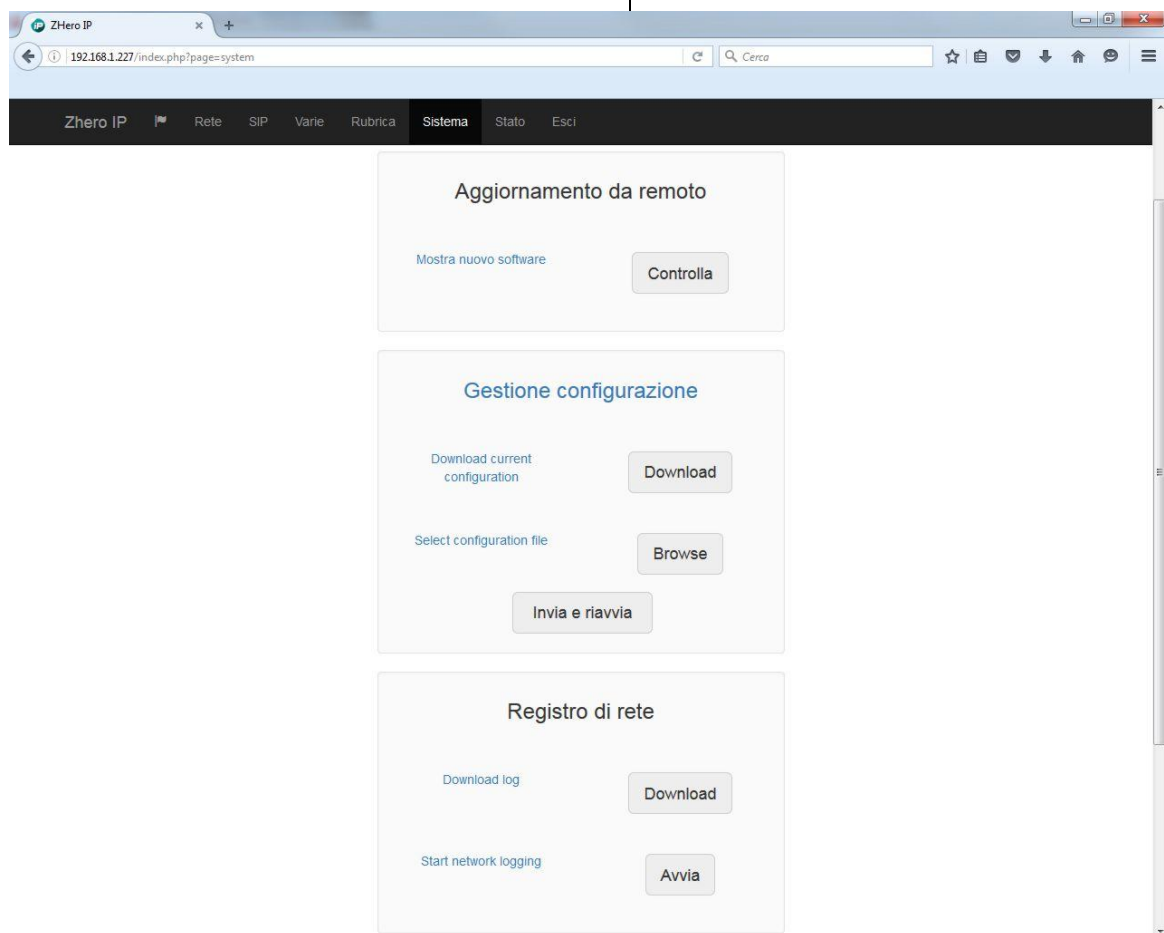 ZHero IP
192.168.1.227/index.php?page=system
Cerca
Zhero IP Rete SIP Varie Rubrica Sistema Stato Esci
Aggiornamento da remoto
Mostra nuovo software
Controlla
Gestione configurazione
Download current
configuration
Download
Select configuration file
Browse
Invia e riavvia
Registro di rete
Download log
Download
Start network logging
Avvia